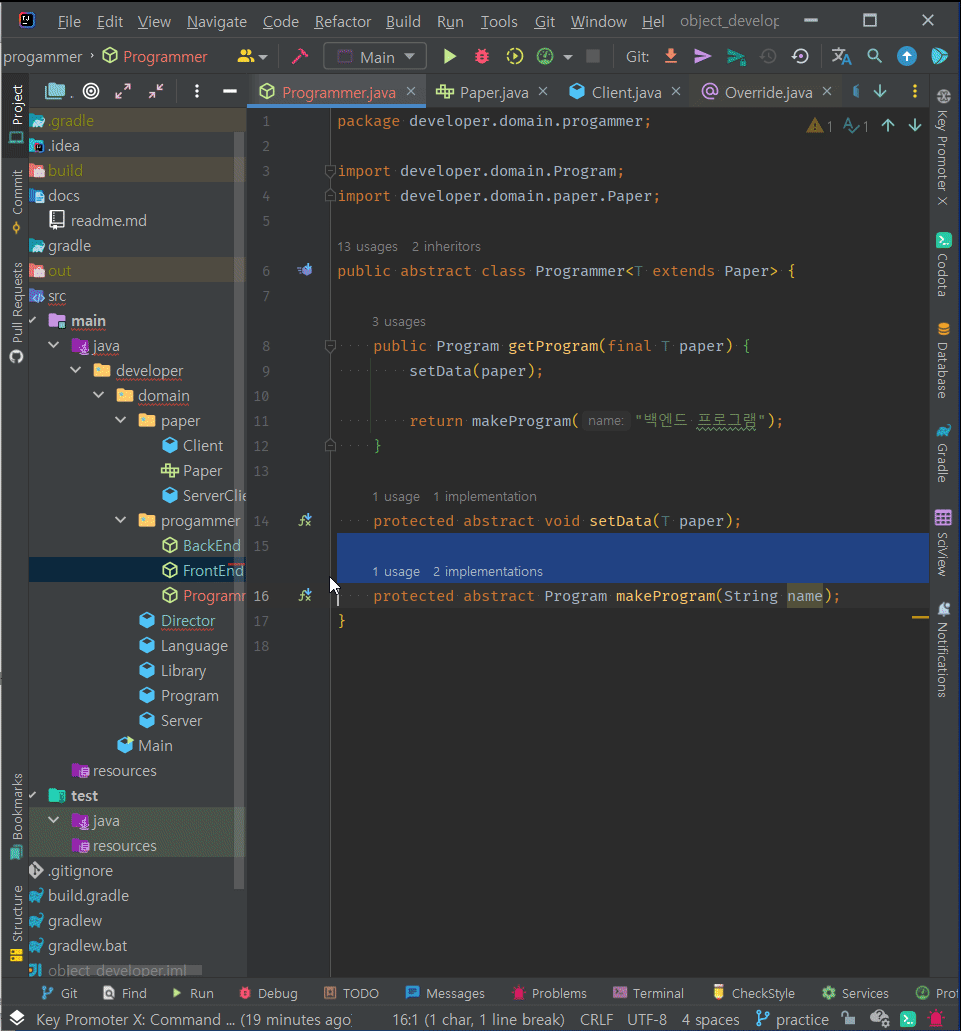 File Edit View Navigate Code Refactor Build Run Tools Git Window Hel object_develop
progammer Programmer Main Git:
Project
Commit
Pull Requests
Bookmarks
Structure
.gradle
.idea
build
docs
readme.md
gradle
out
src
main
java
developer
domain
paper
Client
Paper
ServerClie
progammer
BackEnd
FrontEnd
Programm
Director
Language
Library
Program
Server
Main
resources
test
java
resources
.gitignore
build.gradle
gradlew
gradlew.bat
object_developer.iml
Programmer.java Paper.java Client.java Override.java
1 package developer.domain.progammer; 1 1
2
3 import developer.domain.Program;
4 import developer.domain.paper.Paper;
5
13 usages 2 inheritors
6 public abstract class Programmer<T extends Paper> {
7
3 usages
8 public Program getProgram(final T paper) {
9 setData(paper);
10
11 return makeProgram( name: "백엔드 프로그램");
12 }
13
1 usage 1 implementation
14 protected abstract void setData(T paper);
15
1 usage 2 implementations
16 protected abstract Program makeProgram(String name);
17 }
18
Key Promoter X
Codota
Database
Gradle
SciView
Notifications
Git Find Run Debug TODO Messages Problems Terminal CheckStyle Services Prof
Key Promoter X: Command ... (19 minutes ago) 16:1 (1 char, 1 line break) CRLF UTF-8 4 spaces practice